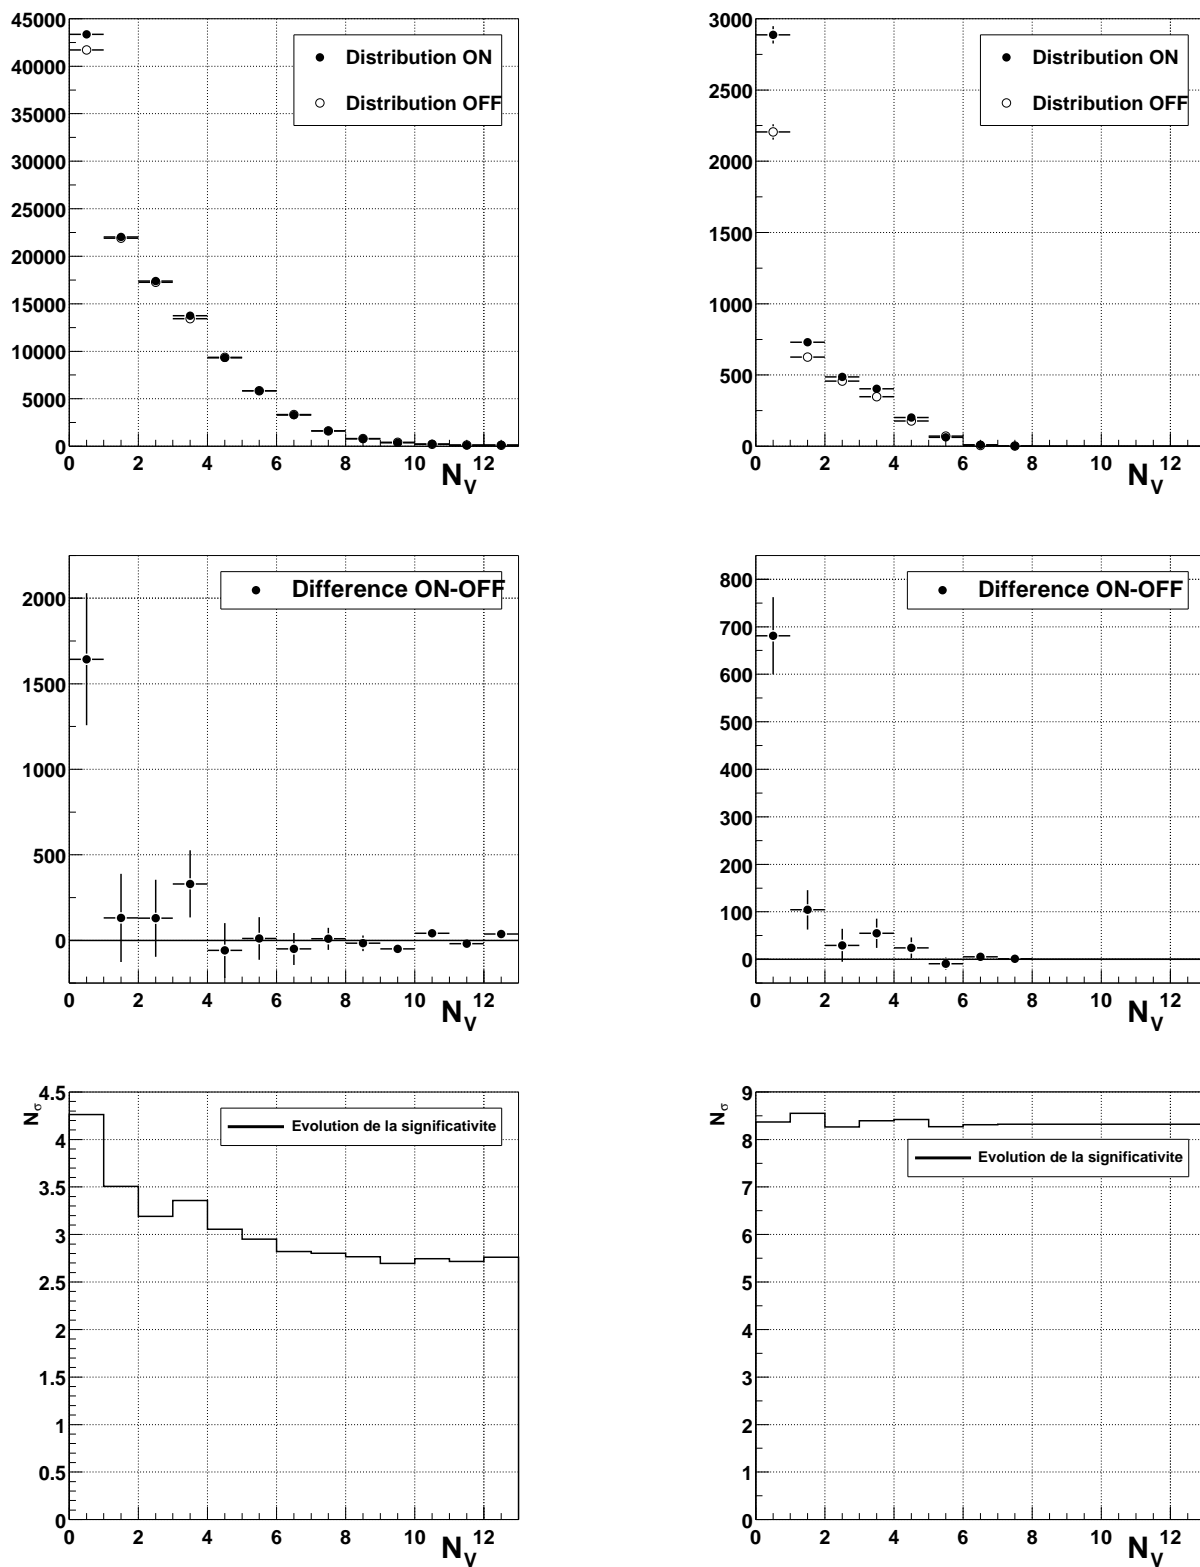 45000
40000
35000
30000
25000
20000
15000
10000
5000
0
Distribution ON
Distribution OFF
0 2 4 6 8 10 12
N_V
3000
2500
2000
1500
1000
500
0
Distribution ON
Distribution OFF
0 2 4 6 8 10 12
N_V
2000
1500
1000
500
0
Difference ON-OFF
0 2 4 6 8 10 12
N_V
800
700
600
500
400
300
200
100
0
Difference ON-OFF
0 2 4 6 8 10 12
N_V
N_σ
4.5
4
3.5
3
2.5
2
1.5
1
0.5
0
Evolution de la significativite
0 2 4 6 8 10 12
N_V
N_σ
9
8
7
6
5
4
3
2
1
0
Evolution de la significativite
0 2 4 6 8 10 12
N_V